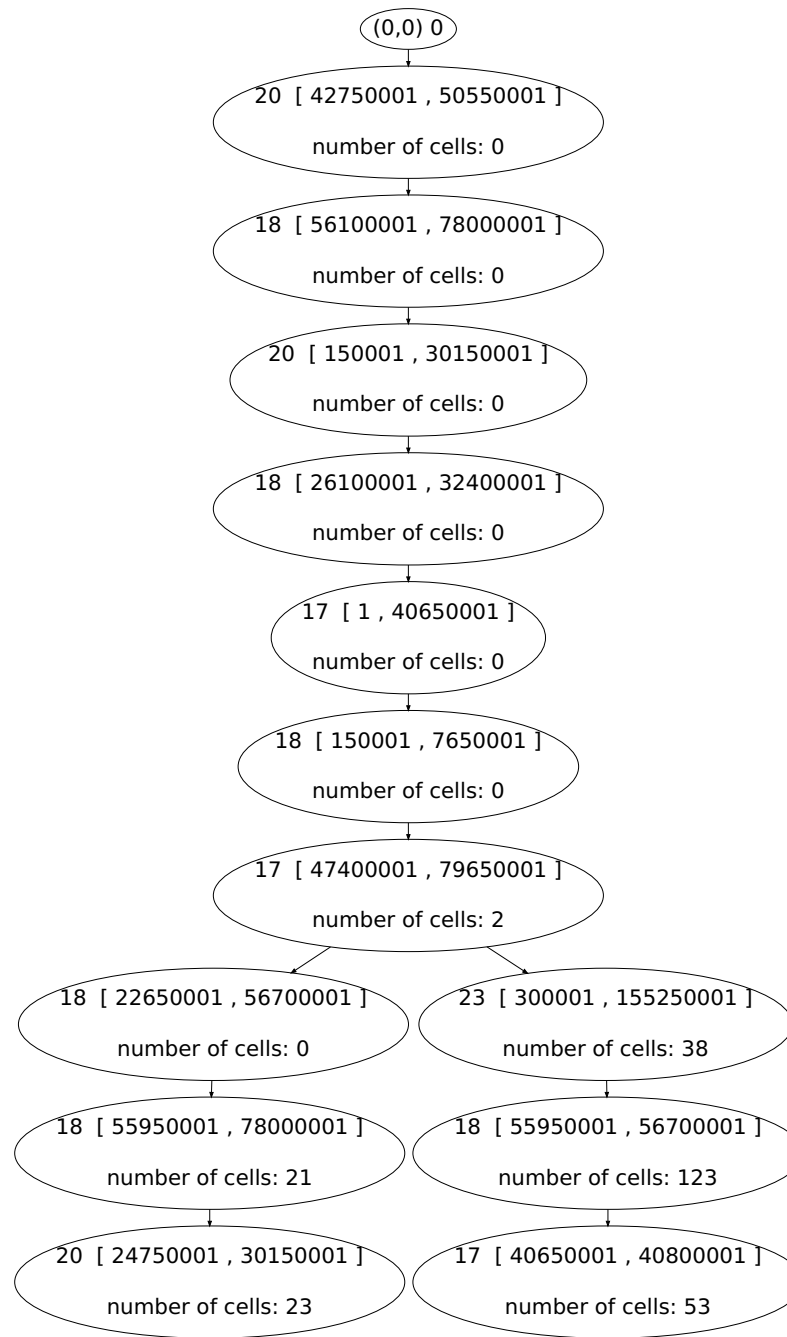 (0,0) 0
20 [ 42750001 , 50550001 ]
number of cells: 0
18 [ 56100001 , 78000001 ]
number of cells: 0
20 [ 150001 , 30150001 ]
number of cells: 0
18 [ 26100001 , 32400001 ]
number of cells: 0
17 [ 1 , 40650001 ]
number of cells: 0
18 [ 150001 , 7650001 ]
number of cells: 0
17 [ 47400001 , 79650001 ]
number of cells: 2
18 [ 22650001 , 56700001 ]
number of cells: 0
23 [ 300001 , 155250001 ]
number of cells: 38
18 [ 55950001 , 78000001 ]
number of cells: 21
18 [ 55950001 , 56700001 ]
number of cells: 123
20 [ 24750001 , 30150001 ]
number of cells: 23
17 [ 40650001 , 40800001 ]
number of cells: 53